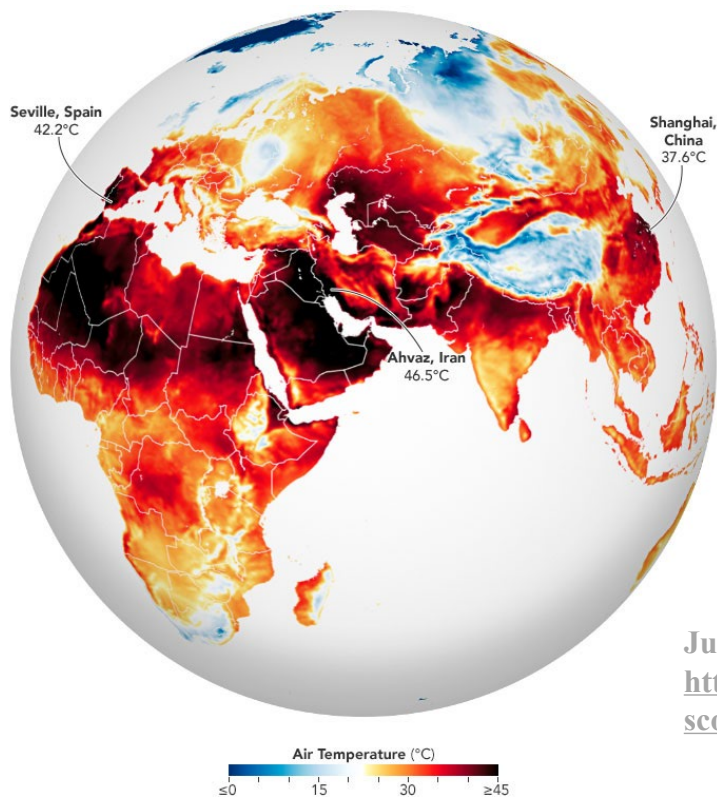 Seville, Spain
42.2°C
Shanghai,
China
37.6°C
Ahvaz, Iran
46.5°C
Air Temperature (°C)
≤0 15 30 ≥45